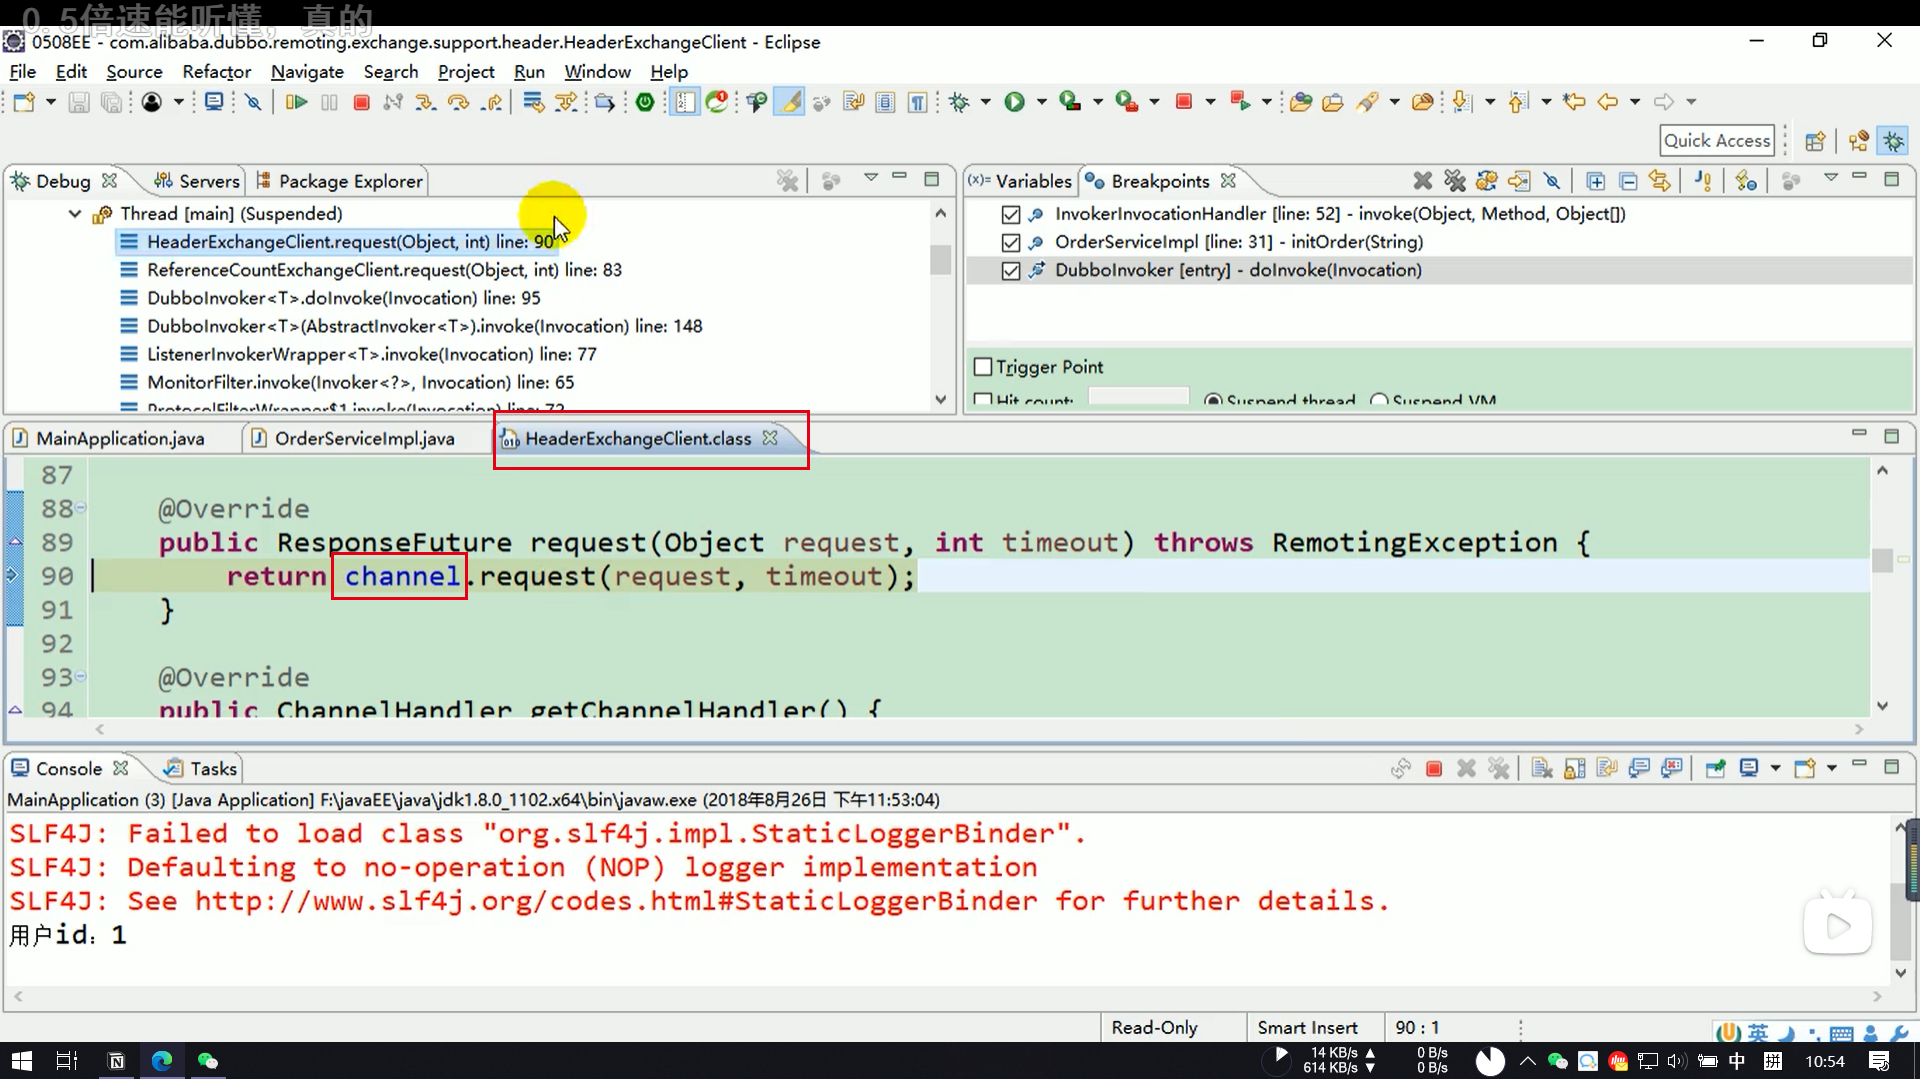 0.5倍速能听懂，真的
0508EE - com.alibaba.dubbo.remoting.exchange.support.header.HeaderExchangeClient - Eclipse
File Edit Source Refactor Navigate Search Project Run Window Help
Quick Access
Debug Servers Package Explorer
Thread [main] (Suspended)
HeaderExchangeClient.request(Object, int) line: 90
ReferenceCountExchangeClient.request(Object, int) line: 83
DubboInvoker<T>.doInvoke(Invocation) line: 95
DubboInvoker<T>(AbstractInvoker<T>).invoke(Invocation) line: 148
ListenerInvokerWrapper<T>.invoke(Invocation) line: 77
MonitorFilter.invoke(Invoker<?>, Invocation) line: 65
ProtocolFilterWrapper$1.invoke(Invocation) line: 72
(x)= Variables Breakpoints
InvokerInvocationHandler [line: 52] - invoke(Object, Method, Object[])
OrderServiceImpl [line: 31] - initOrder(String)
DubboInvoker [entry] - doInvoke(Invocation)
Trigger Point
Hit count: Suspend thread Suspend VM
MainApplication.java OrderServiceImpl.java HeaderExchangeClient.class
87
88 @Override
89 public ResponseFuture request(Object request, int timeout) throws RemotingException {
90 return channel.request(request, timeout);
91 }
92
93 @Override
94 public ChannelHandler getChannelHandler() {
Console Tasks
MainApplication (3) [Java Application] F:\javaEE\java\jdk1.8.0_1102.x64\bin\javaw.exe (2018年8月26日 下午11:53:04)
SLF4J: Failed to load class "org.slf4j.impl.StaticLoggerBinder".
SLF4J: Defaulting to no-operation (NOP) logger implementation
SLF4J: See http://www.slf4j.org/codes.html#StaticLoggerBinder for further details.
用户id：1
Read-Only Smart Insert 90 : 1
英
14 KB/s 0 B/s
614 KB/s 0 B/s
中 拼 10:54